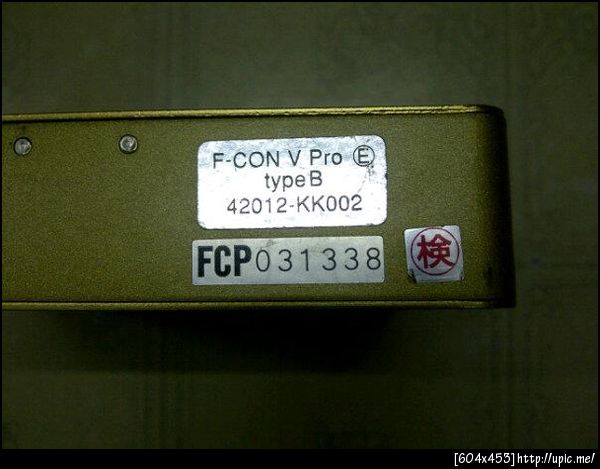 F-CON V Pro Ⓔ
type B
42012-KK002
FCP031338
検
[604x453]http://upic.me/